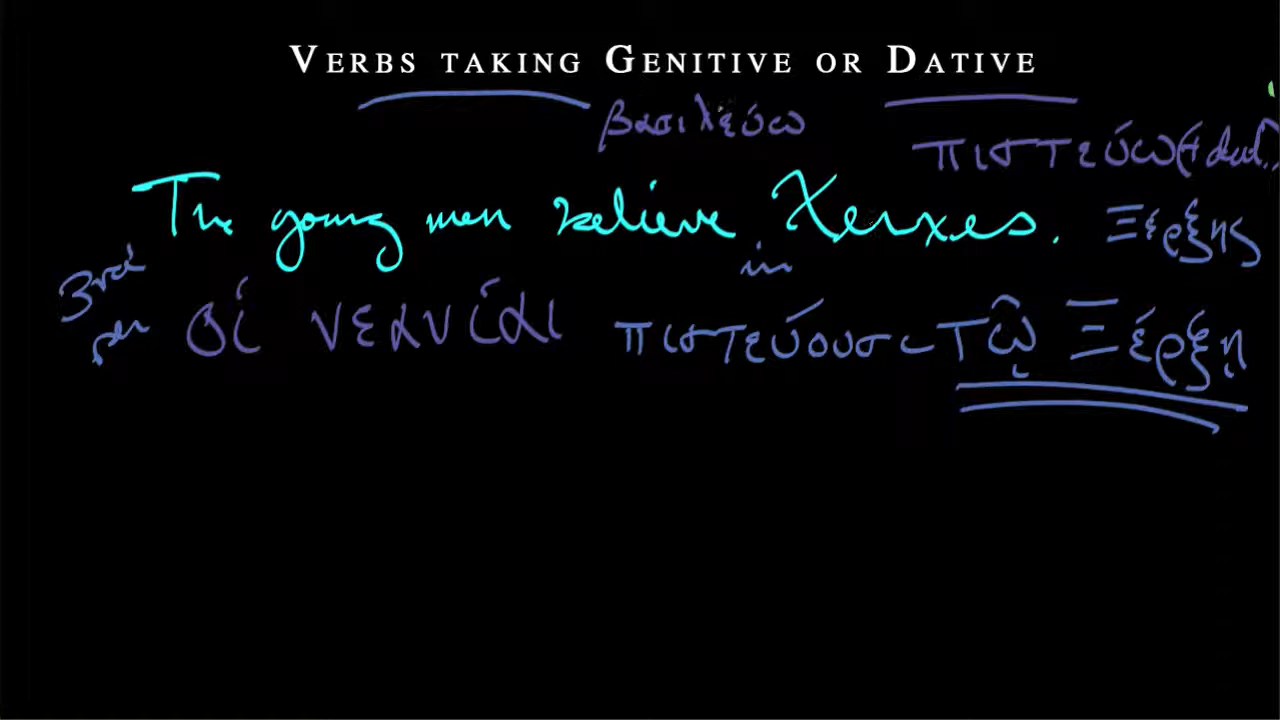 VERBS TAKING GENITIVE OR DATIVE
βασιλεύω
πιστεύω (+ dat.)
The young men believe Xerxes. Ξέρξης
in
3rd
οἱ νεανίαι πιστεύουσι τῷ Ξέρξῃ